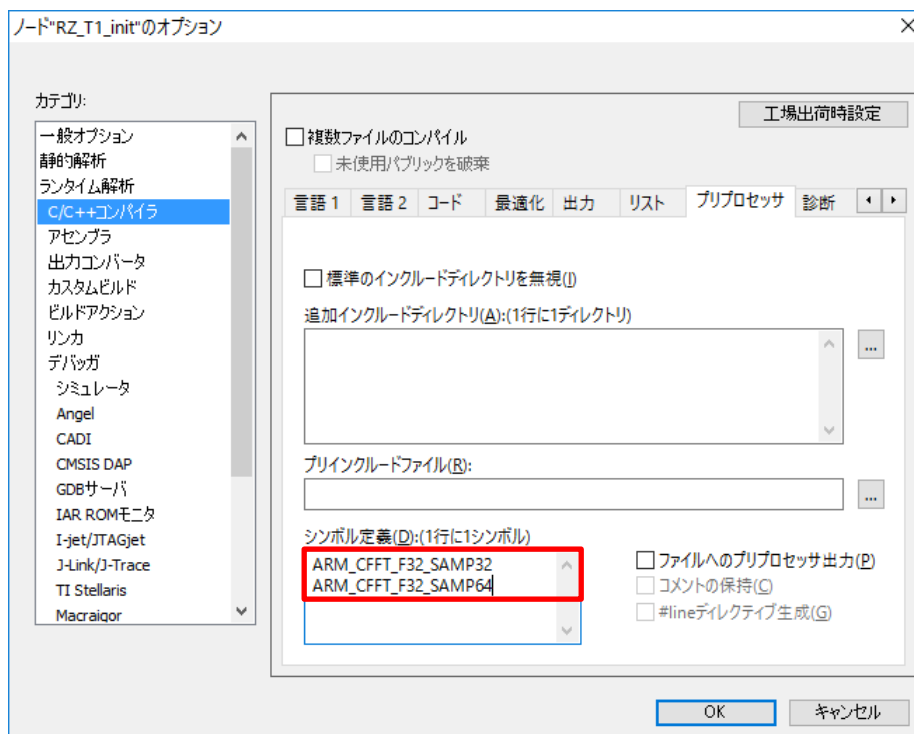 ノード"RZ_T1_init"のオプション
カテゴリ:
一般オプション
静的解析
ランタイム解析
C/C++コンパイラ
アセンブラ
出力コンバータ
カスタムビルド
ビルドアクション
リンカ
デバッガ
シミュレータ
Angel
CADI
CMSIS DAP
GDBサーバ
IAR ROMモニタ
I-jet/JTAGjet
J-Link/J-Trace
TI Stellaris
Macraigor
工場出荷時設定
複数ファイルのコンパイル
未使用パブリックを破棄
言語 1 言語 2 コード 最適化 出力 リスト プリプロセッサ 診断
標準のインクルードディレクトリを無視(I)
追加インクルードディレクトリ(A):(1行に1ディレクトリ)
...
プリインクルードファイル(R):
...
シンボル定義(D):(1行に1シンボル)
ARM_CFFT_F32_SAMP32
ARM_CFFT_F32_SAMP64
ファイルへのプリプロセッサ出力(P)
コメントの保持(C)
#lineディレクティブ生成(G)
OK キャンセル